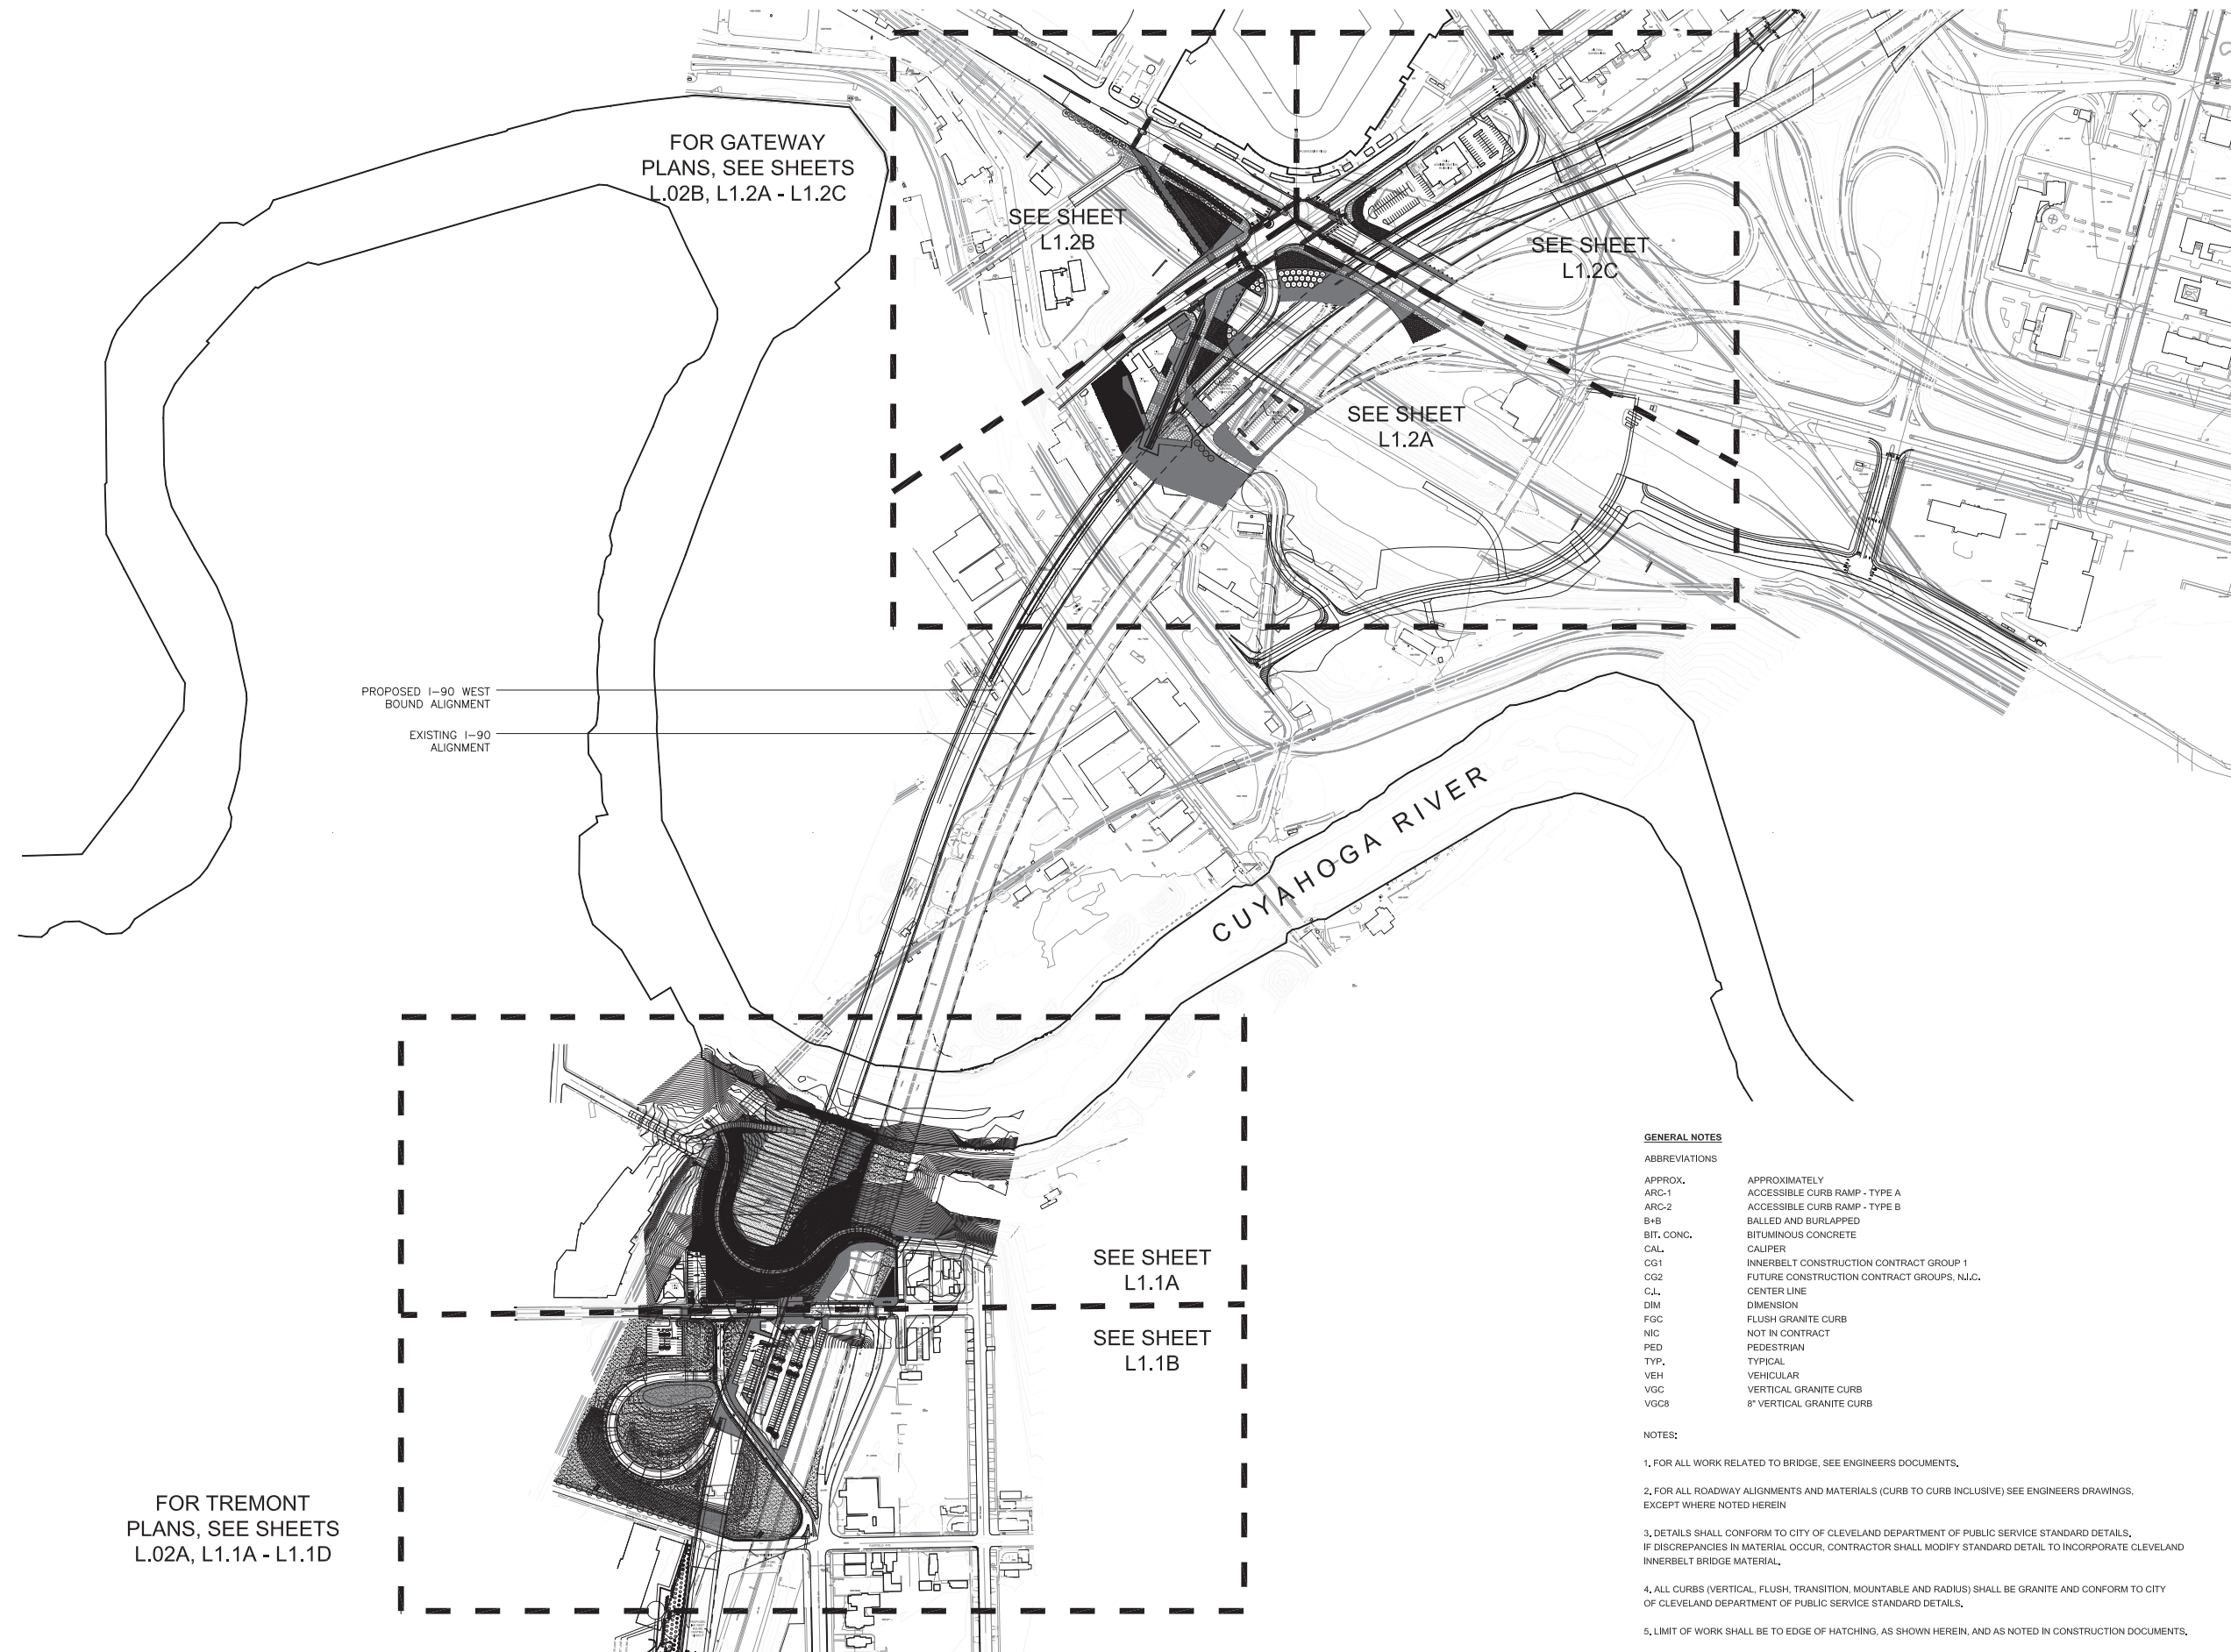 FOR GATEWAY
PLANS, SEE SHEETS
L.02B, L1.2A - L1.2C
SEE SHEET
L1.2B
SEE SHEET
L1.2C
SEE SHEET
L1.2A
PROPOSED I-90 WEST
BOUND ALIGNMENT
EXISTING I-90
ALIGNMENT
CUYAHOGA RIVER
SEE SHEET
L1.1A
SEE SHEET
L1.1B
FOR TREMONT
PLANS, SEE SHEETS
L.02A, L1.1A - L1.1D
GENERAL NOTES
ABBREVIATIONS
APPROX. APPROXIMATELY
ARC-1 ACCESSIBLE CURB RAMP - TYPE A
ARC-2 ACCESSIBLE CURB RAMP - TYPE B
B+B BALLED AND BURLAPPED
BIT. CONC. BITUMINOUS CONCRETE
CAL. CALIPER
CG1 INNERBELT CONSTRUCTION CONTRACT GROUP 1
CG2 FUTURE CONSTRUCTION CONTRACT GROUPS, N.I.C.
C.L. CENTER LINE
DIM DIMENSION
FGC FLUSH GRANITE CURB
NIC NOT IN CONTRACT
PED PEDESTRIAN
TYP. TYPICAL
VEH VEHICULAR
VGC VERTICAL GRANITE CURB
VGC8 8" VERTICAL GRANITE CURB
NOTES:
1. FOR ALL WORK RELATED TO BRIDGE, SEE ENGINEERS DOCUMENTS.
2. FOR ALL ROADWAY ALIGNMENTS AND MATERIALS (CURB TO CURB INCLUSIVE) SEE ENGINEERS DRAWINGS,
EXCEPT WHERE NOTED HEREIN
3. DETAILS SHALL CONFORM TO CITY OF CLEVELAND DEPARTMENT OF PUBLIC SERVICE STANDARD DETAILS.
IF DISCREPANCIES IN MATERIAL OCCUR, CONTRACTOR SHALL MODIFY STANDARD DETAIL TO INCORPORATE CLEVELAND
INNERBELT BRIDGE MATERIAL.
4. ALL CURBS (VERTICAL, FLUSH, TRANSITION, MOUNTABLE AND RADIUS) SHALL BE GRANITE AND CONFORM TO CITY
OF CLEVELAND DEPARTMENT OF PUBLIC SERVICE STANDARD DETAILS.
5. LIMIT OF WORK SHALL BE TO EDGE OF HATCHING, AS SHOWN HEREIN, AND AS NOTED IN CONSTRUCTION DOCUMENTS.